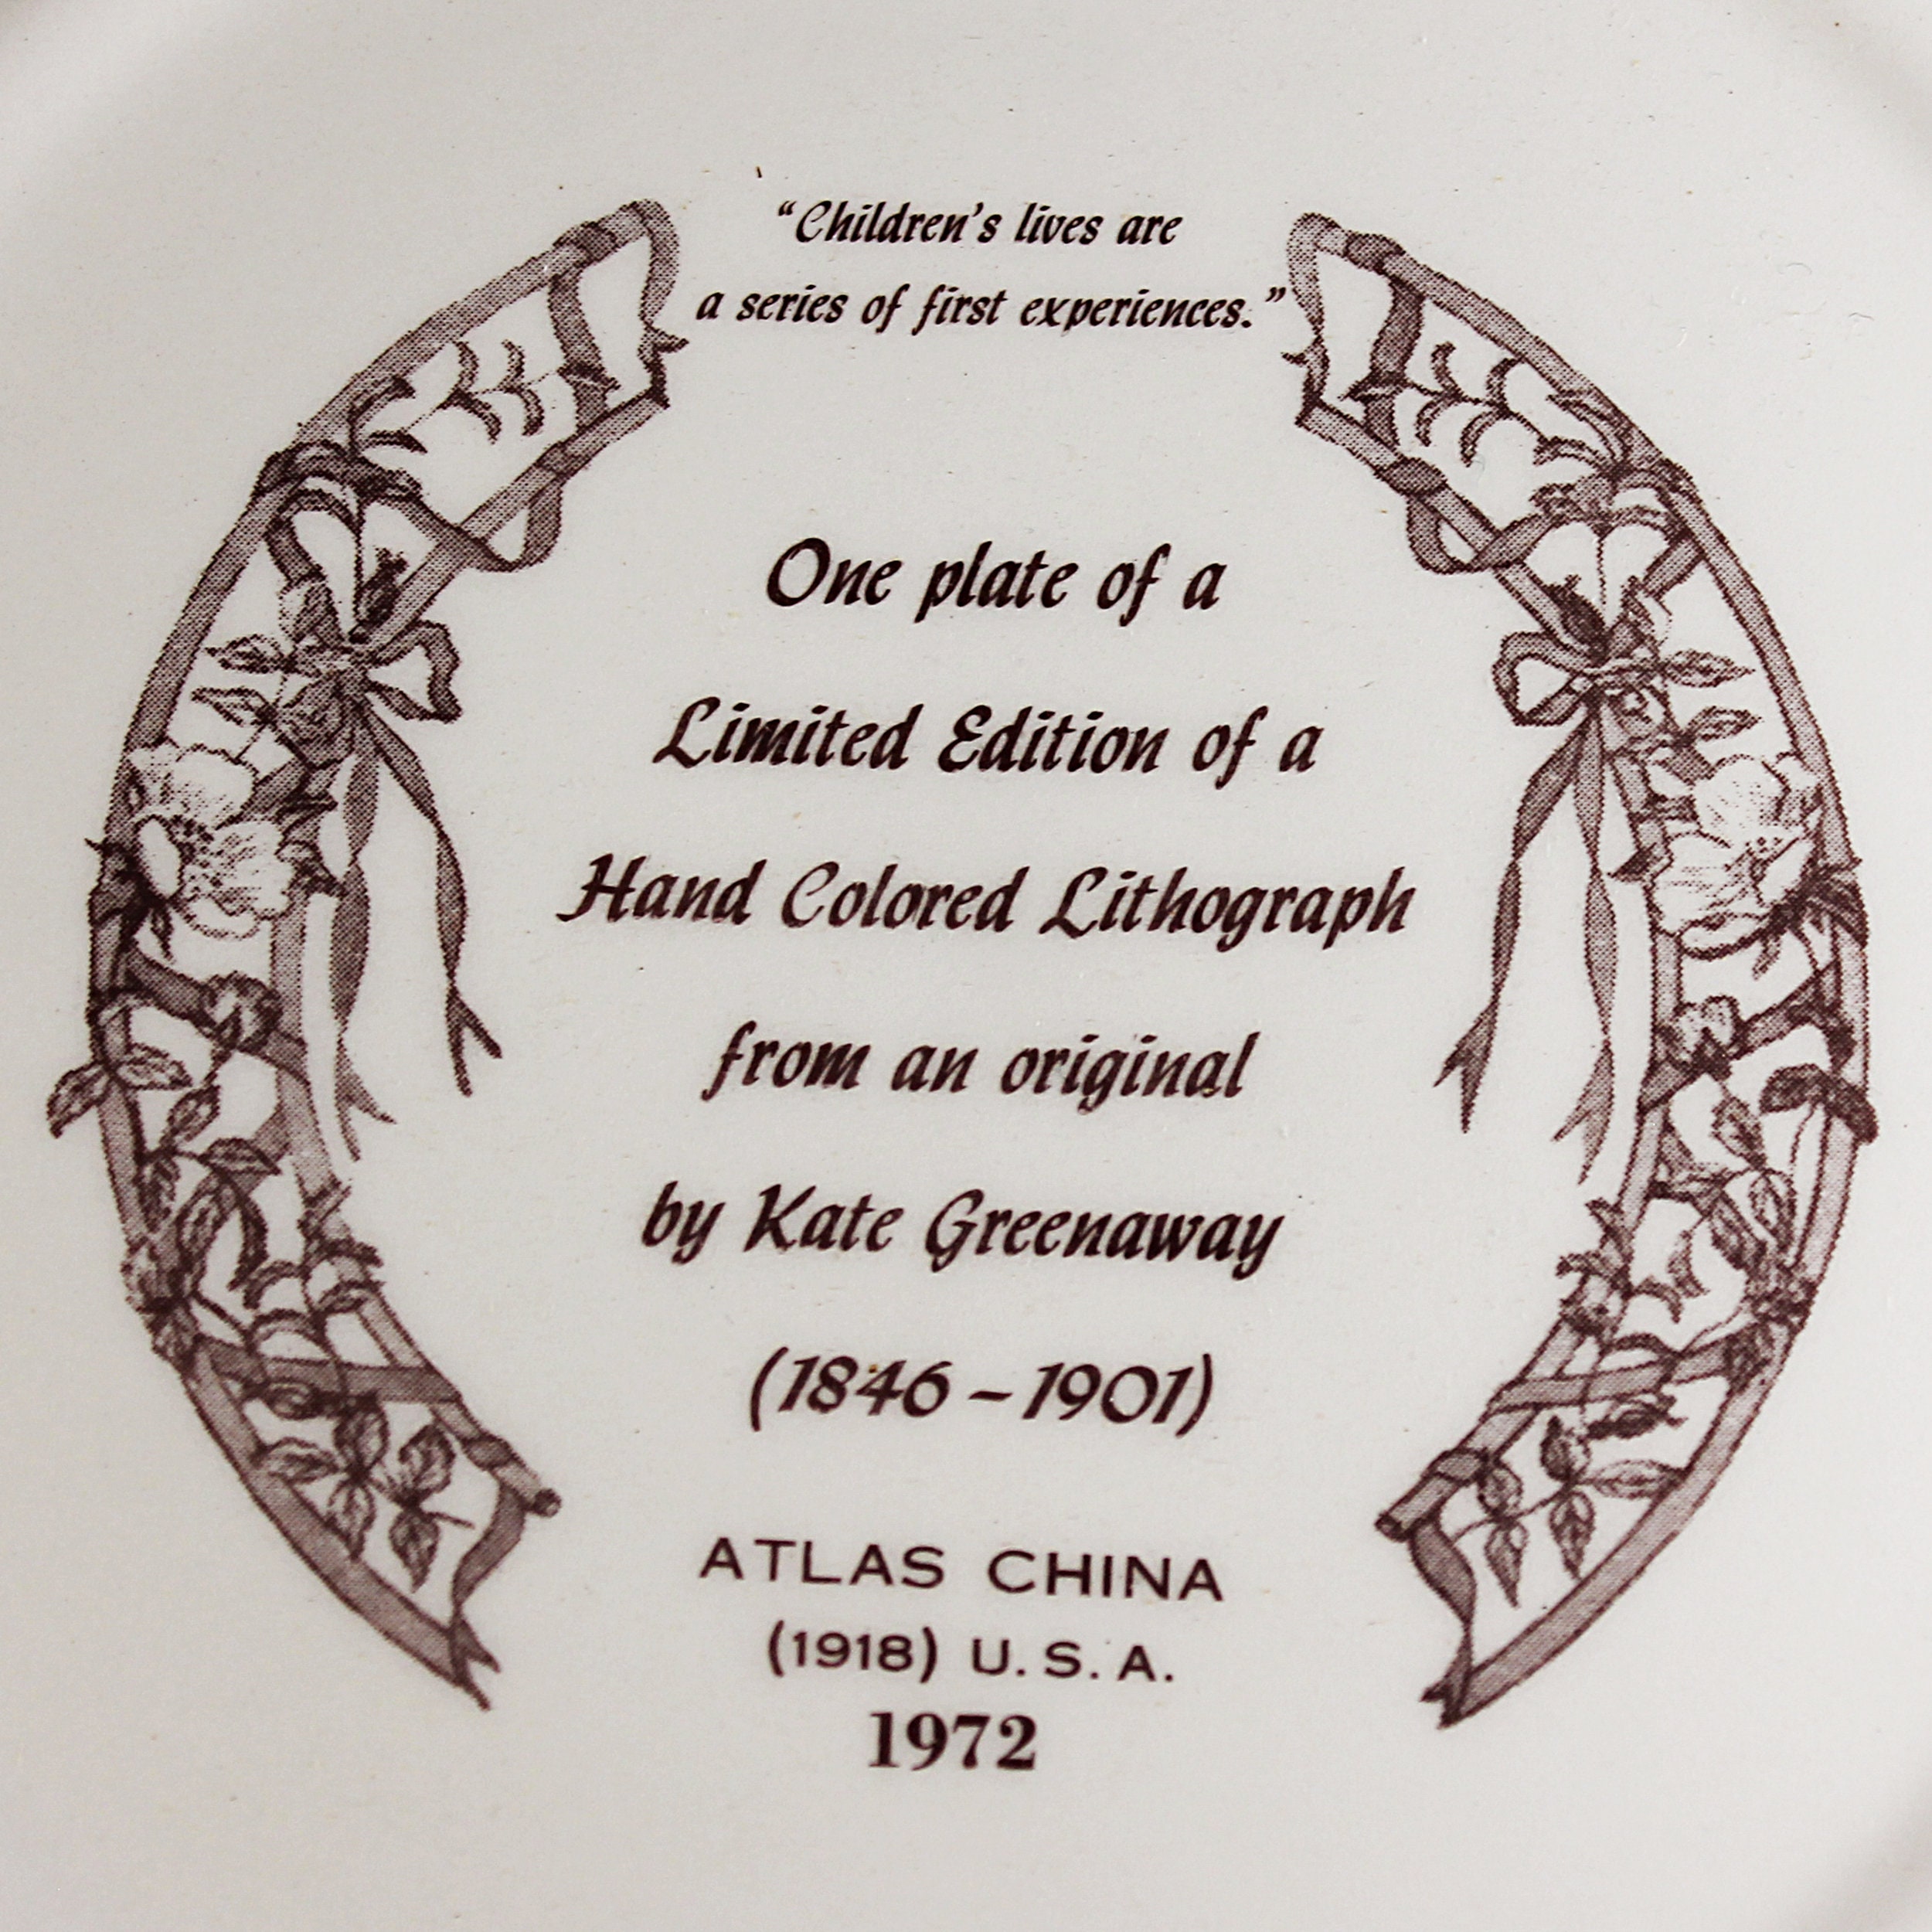 “Children’s lives are
a series of first experiences.”
One plate of a
Limited Edition of a
Hand Colored Lithograph
from an original
by Kate Greenaway
(1846 – 1901)
ATLAS CHINA
(1918) U. S. A.
1972